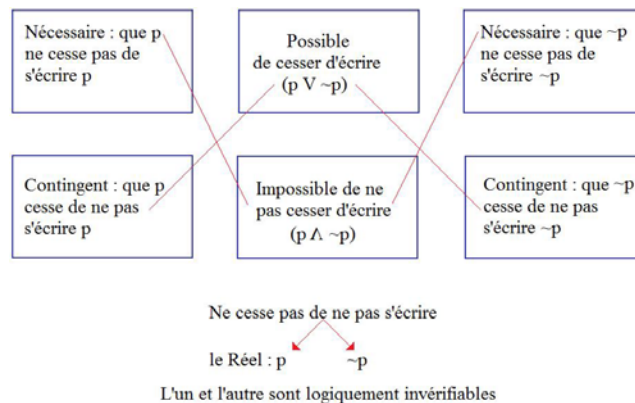 Nécessaire : que p
ne cesse pas de
s'écrire p
Possible
de cesser d'écrire
(p V ~p)
Nécessaire : que ~p
ne cesse pas de
s'écrire ~p
Contingent : que p
cesse de ne pas
s'écrire p
Impossible de ne
pas cesser d'écrire
(p Λ ~p)
Contingent : que ~p
cesse de ne pas
s'écrire ~p
Ne cesse pas de ne pas s'écrire
le Réel : p ~p
L'un et l'autre sont logiquement invérifiables